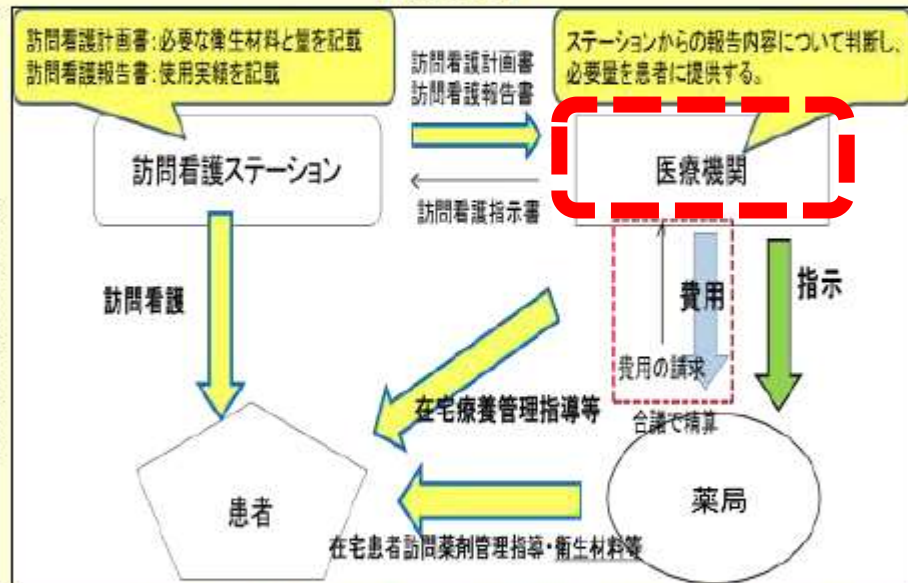 訪問看護計画書：必要な衛生材料と量を記載
訪問看護報告書：使用実績を記載
ステーションからの報告内容について判断し、
必要量を患者に提供する。
訪問看護計画書
訪問看護報告書
訪問看護ステーション
医療機関
訪問看護指示書
訪問看護
費用
指示
費用の請求
在宅療養管理指導等
合議で精算
患者
薬局
在宅患者訪問薬剤管理指導・衛生材料等